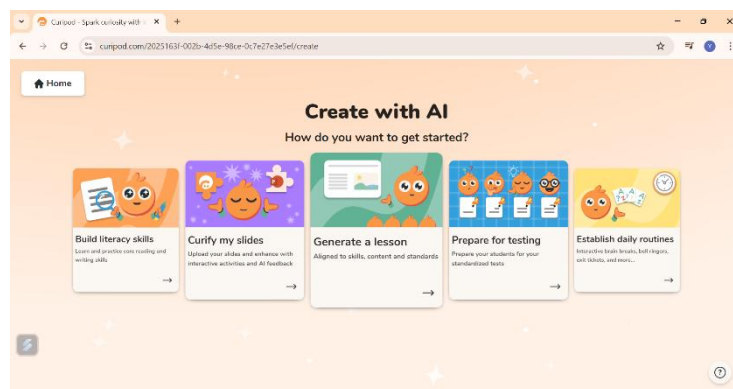 Curipod - Spark curiosity with
curipod.com/2025163f-002b-4d5e-98ce-0c7e27e3e5ef/create
Home
Create with AI
How do you want to get started?
Build literacy skills
Learn and practice core reading and
writing skills
Curify my slides
Upload your slides and enhance with
interactive activities and AI feedback
Generate a lesson
Aligned to skills, content and standards
Prepare for testing
Prepare your students for your
standardized tests
Establish daily routines
Interactive brain breaks, bell ringers,
exit tickets, and more...